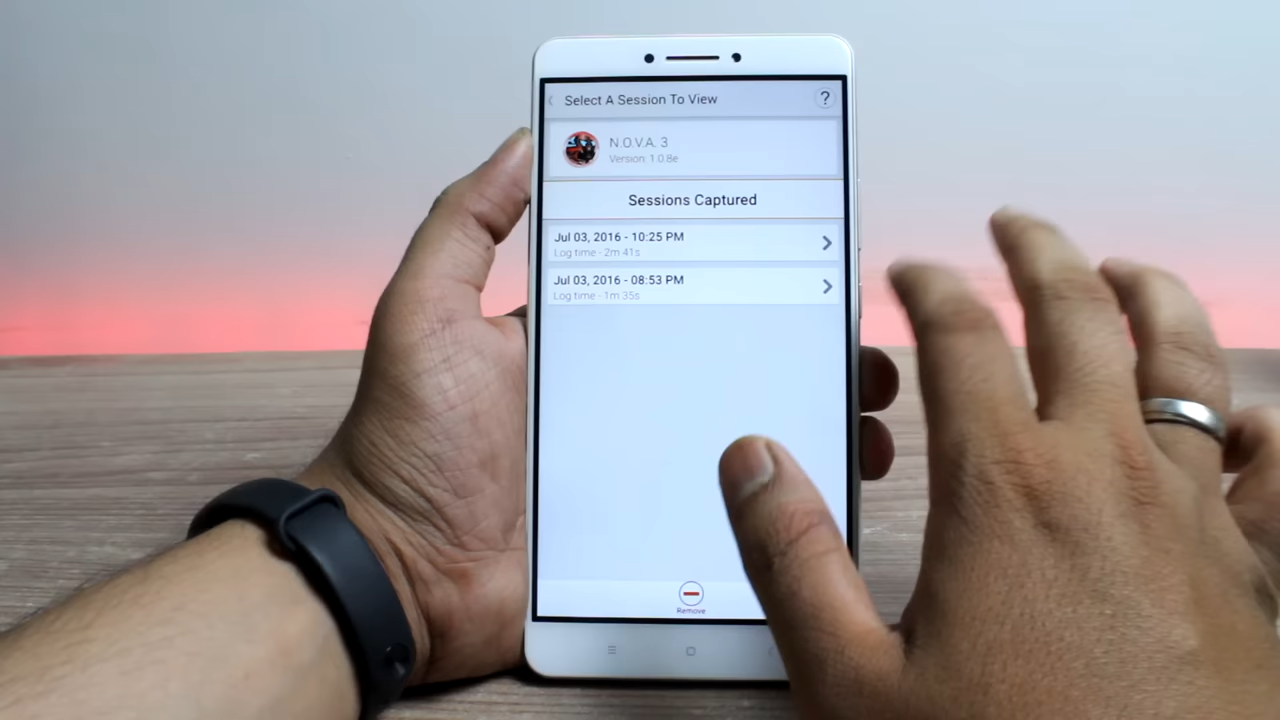 Select A Session To View
?
N.O.V.A. 3
Version: 1.0.8e
Sessions Captured
Jul 03, 2016 - 10:25 PM
Log time - 2m 41s
Jul 03, 2016 - 08:53 PM
Log time - 1m 35s
Remove